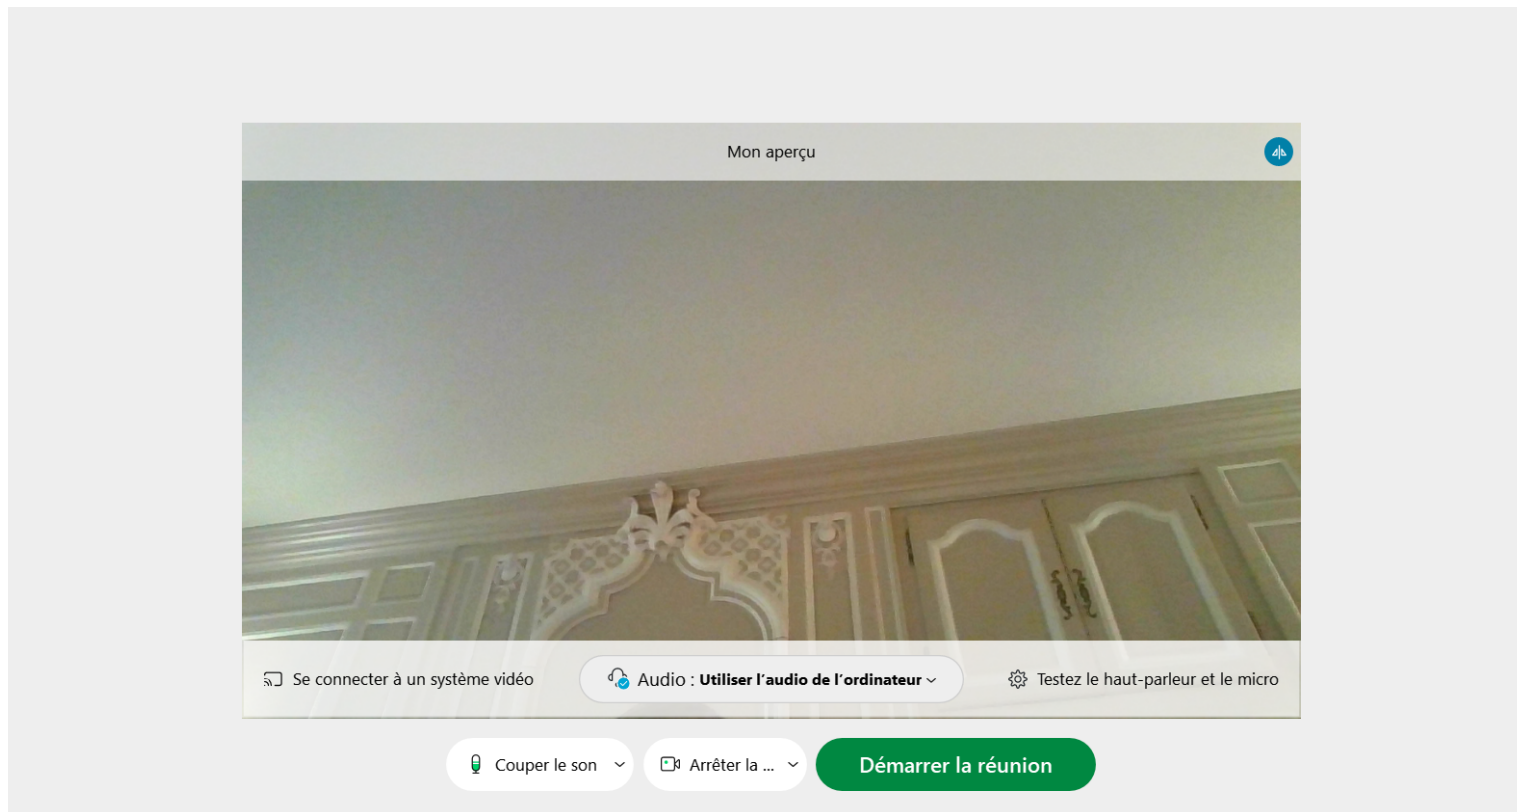 Mon aperçu
Se connecter à un système vidéo
Audio : Utiliser l’audio de l’ordinateur
Testez le haut-parleur et le micro
Couper le son
Arrêter la ...
Démarrer la réunion